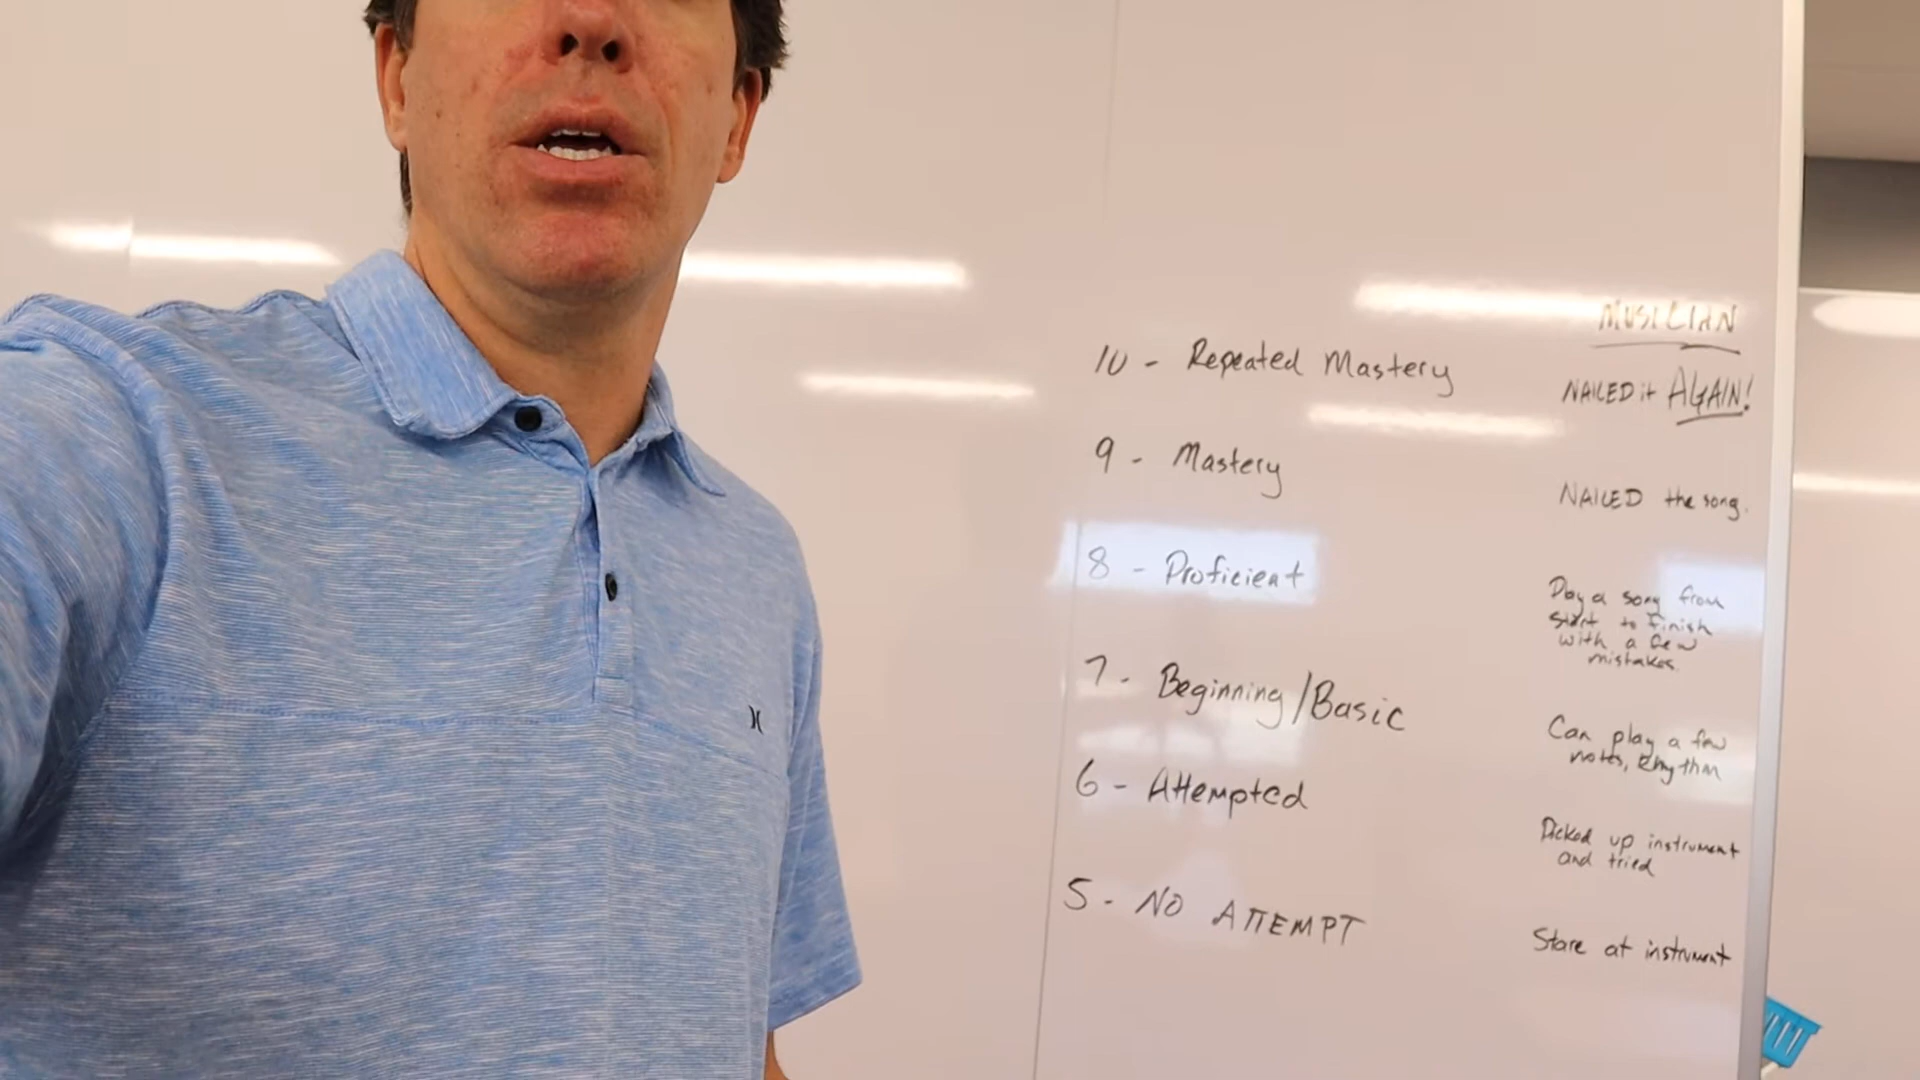 MUSICIAN
10 - Repeated Mastery
NAILED it AGAIN!
9 - Mastery
NAILED the song.
8 - Proficient
Play a song from
start to finish
with a few
mistakes.
7 - Beginning/Basic
Can play a few
notes, Rhythm
6 - Attempted
Picked up instrument
and tried
5 - NO ATTEMPT
Stare at instrument